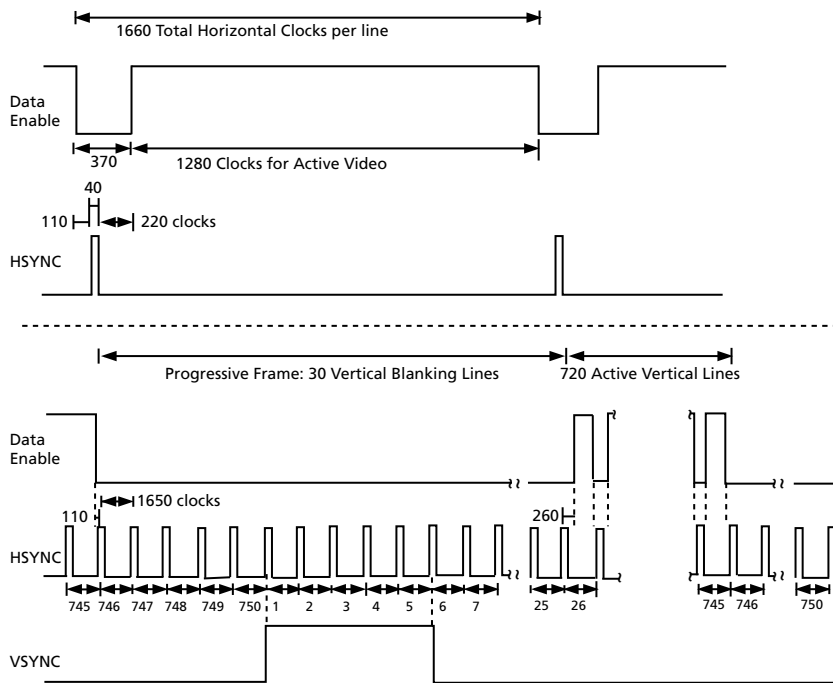 1660 Total Horizontal Clocks per line
Data
Enable
370
1280 Clocks for Active Video
40
110
220 clocks
HSYNC
Progressive Frame: 30 Vertical Blanking Lines
720 Active Vertical Lines
Data
Enable
1650 clocks
110
260
HSYNC
745 746 747 748 749 750 1 2 3 4 5 6 7 25 26 745 746 750
VSYNC